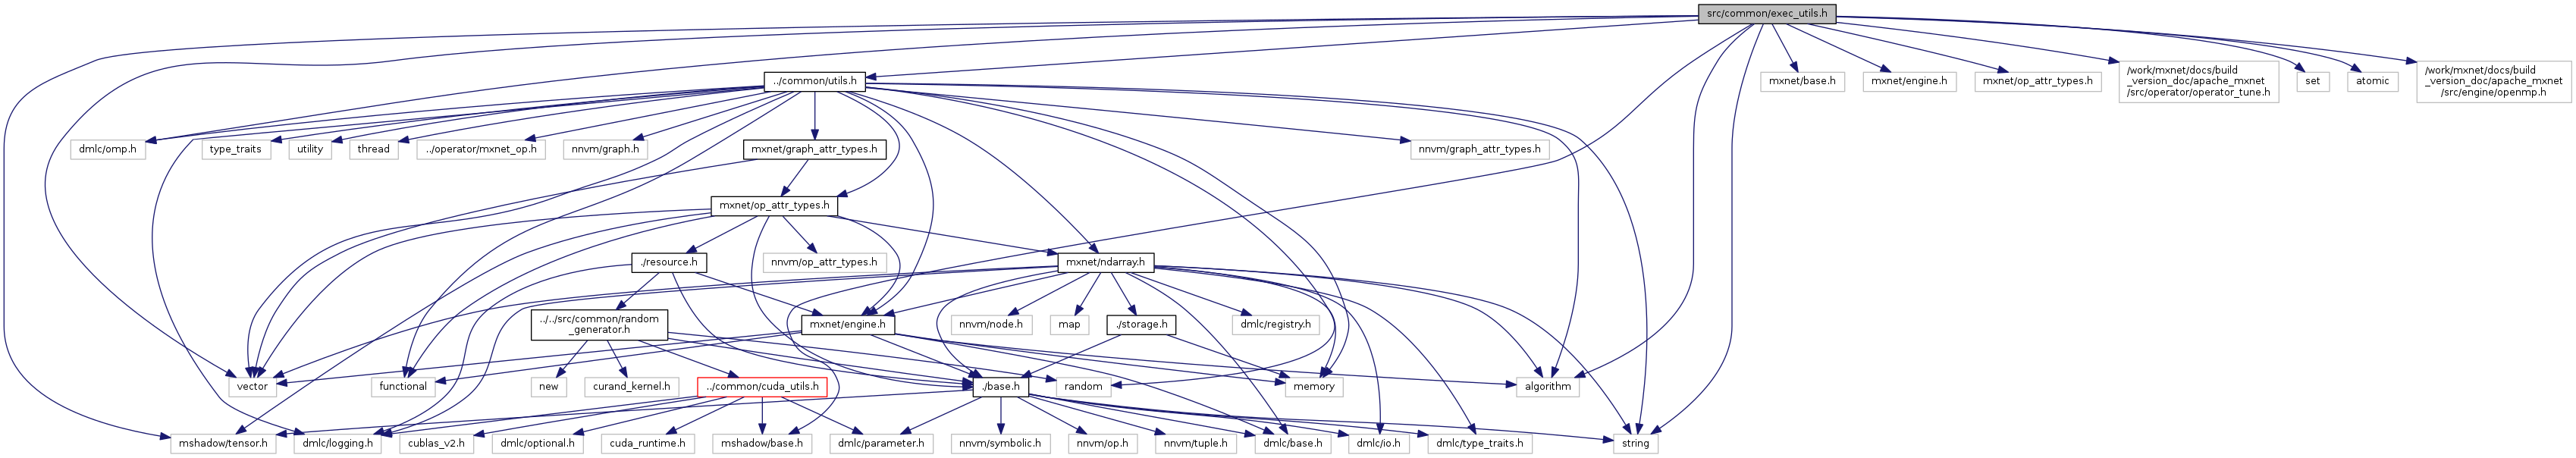 src/common/exec_utils.h
../common/utils.h
mxnet/base.h
mxnet/engine.h
mxnet/op_attr_types.h
/work/mxnet/docs/build
_version_doc/apache_mxnet
/src/operator/operator_tune.h
set
atomic
/work/mxnet/docs/build
_version_doc/apache_mxnet
/src/engine/openmp.h
dmlc/omp.h
type_traits
utility
thread
../operator/mxnet_op.h
nnvm/graph.h
mxnet/graph_attr_types.h
nnvm/graph_attr_types.h
mxnet/op_attr_types.h
./resource.h
nnvm/op_attr_types.h
mxnet/ndarray.h
../../src/common/random
_generator.h
mxnet/engine.h
nnvm/node.h
map
./storage.h
dmlc/registry.h
vector
functional
new
curand_kernel.h
../common/cuda_utils.h
./base.h
random
memory
algorithm
mshadow/tensor.h
dmlc/logging.h
cublas_v2.h
dmlc/optional.h
cuda_runtime.h
mshadow/base.h
dmlc/parameter.h
nnvm/symbolic.h
nnvm/op.h
nnvm/tuple.h
dmlc/base.h
dmlc/io.h
dmlc/type_traits.h
string